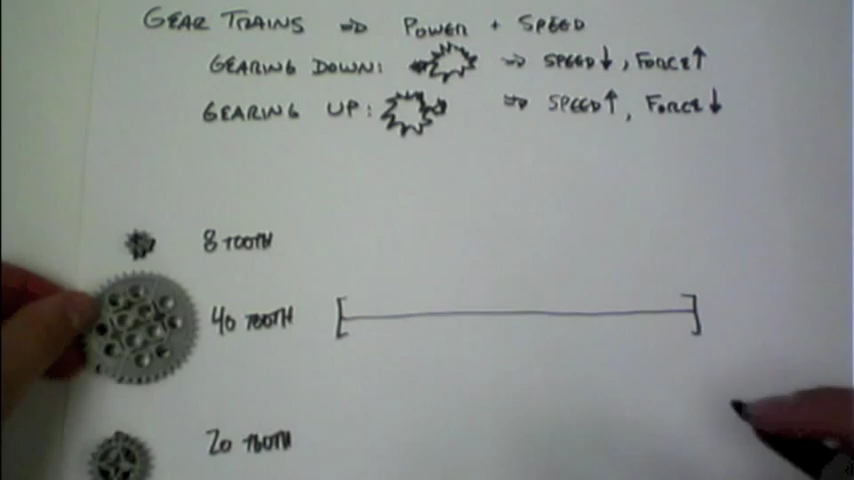 GEAR TRAINS ⇒ POWER + SPEED
GEARING DOWN: ⇒ SPEED↓, FORCE↑
GEARING UP: ⇒ SPEED↑, FORCE↓
8 TOOTH
40 TOOTH
20 TOOTH